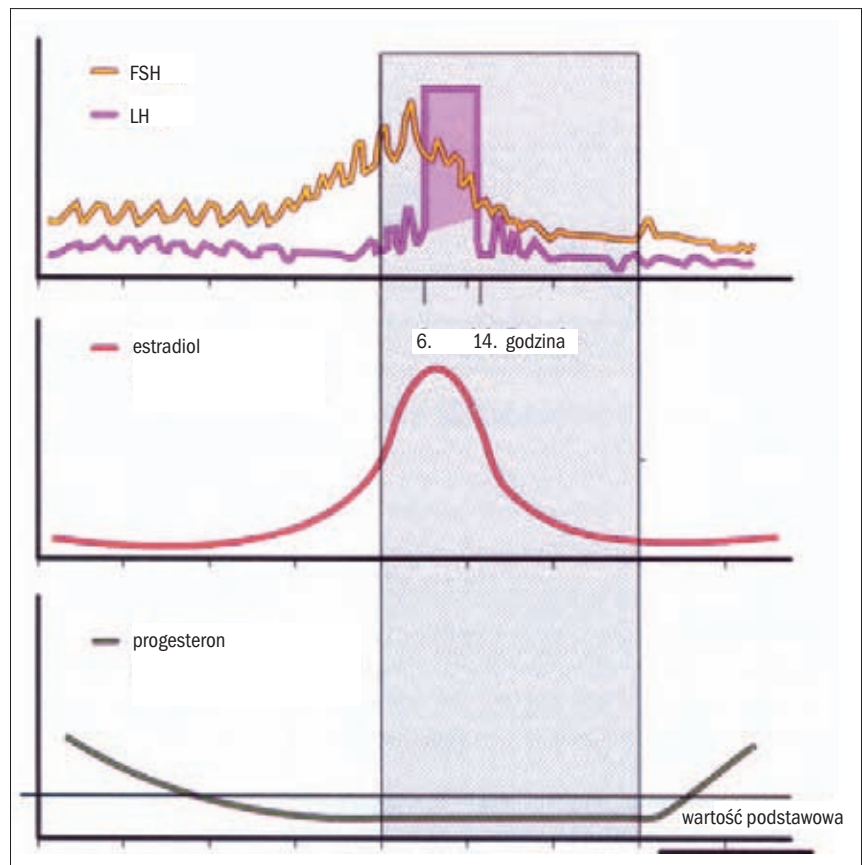 FSH
LH
estradiol
6. 14. godzina
progesteron
wartość podstawowa